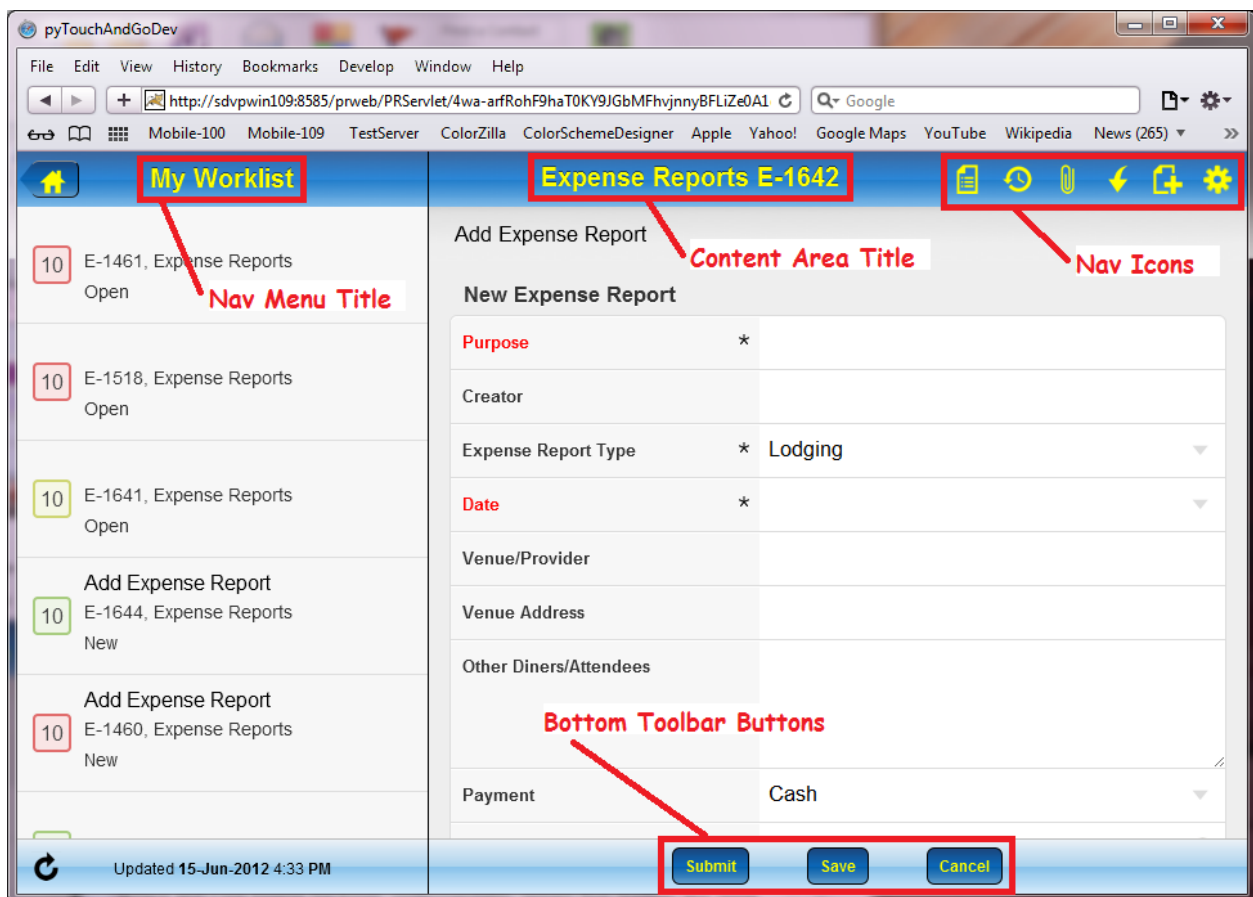 pyTouchAndGoDev
File Edit View History Bookmarks Develop Window Help
http://sdvpwin109:8585/prweb/PRServlet/4wa-arfRohF9haT0KY9JGbMFhvjnnyBFLiZe0A1 Google
Mobile-100 Mobile-109 TestServer ColorZilla ColorSchemeDesigner Apple Yahoo! Google Maps YouTube Wikipedia News (265) »
My Worklist
Expense Reports E-1642
10 E-1461, Expense Reports
Open
Nav Menu Title
10 E-1518, Expense Reports
Open
10 E-1641, Expense Reports
Open
Add Expense Report
10 E-1644, Expense Reports
New
Add Expense Report
10 E-1460, Expense Reports
New
Updated 15-Jun-2012 4:33 PM
Add Expense Report
Content Area Title
Nav Icons
New Expense Report
Purpose *
Creator
Expense Report Type * Lodging
Date *
Venue/Provider
Venue Address
Other Diners/Attendees
Bottom Toolbar Buttons
Payment Cash
Submit Save Cancel